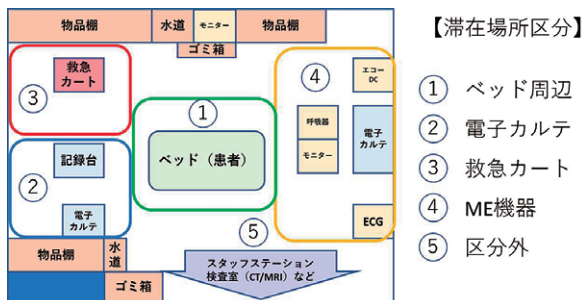 物品棚
水道
モニター
物品棚
ゴミ箱
救急
カート
③
④
エコー
DC
①
呼吸器
モニター
電子
カルテ
ベッド（患者）
記録台
②
電子
カルテ
ECG
⑤
物品棚
水
道
ゴミ箱
スタッフステーション
検査室（CT/MRI）など
【滞在場所区分】
① ベッド周辺
② 電子カルテ
③ 救急カート
④ ME機器
⑤ 区分外